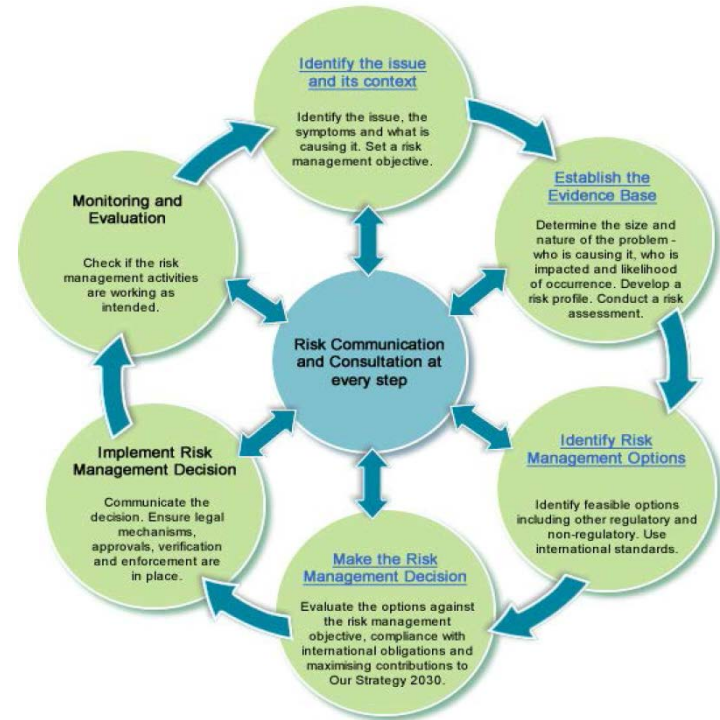 Identify the issue
and its context
Identify the issue, the
symptoms and what is
causing it. Set a risk
management objective.
Establish the
Evidence Base
Determine the size and
nature of the problem -
who is causing it, who is
impacted and likelihood
of occurrence. Develop a
risk profile. Conduct a risk
assessment.
Identify Risk
Management Options
Identify feasible options
including other regulatory and
non-regulatory. Use
international standards.
Make the Risk
Management Decision
Evaluate the options against
the risk management
objective, compliance with
international obligations and
maximising contributions to
Our Strategy 2030.
Implement Risk
Management Decision
Communicate the
decision. Ensure legal
mechanisms,
approvals, verification
and enforcement are
in place.
Monitoring and
Evaluation
Check if the risk
management activities
are working as
intended.
Risk Communication
and Consultation at
every step